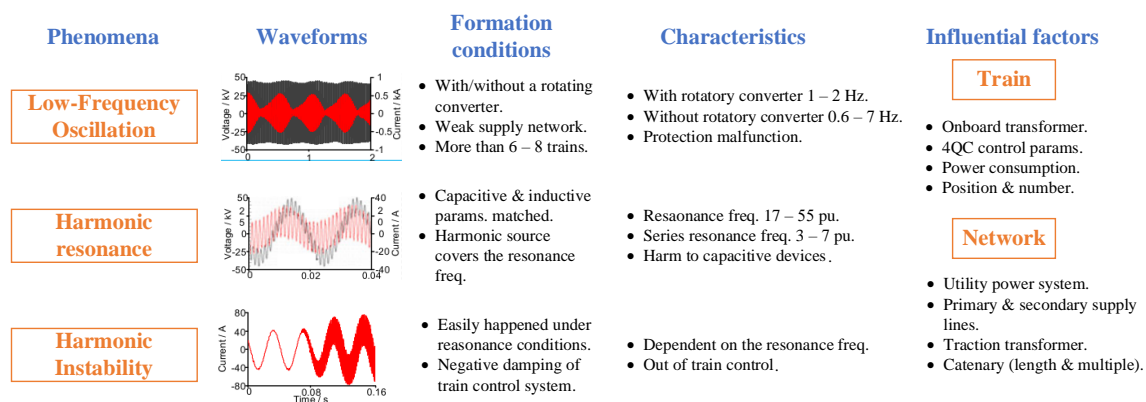 Phenomena
Waveforms
Formation
conditions
Characteristics
Influential factors
Low-Frequency
Oscillation
Voltage / kV
50
25
0
-25
-50
1
0.5
0
-0.5
-1
Current / kA
0
1
2
• With/without a rotating
converter.
• Weak supply network.
• More than 6 – 8 trains.
• With rotatory converter 1 – 2 Hz.
• Without rotatory converter 0.6 – 7 Hz.
• Protection malfunction.
Train
• Onboard transformer.
• 4QC control params.
• Power consumption.
• Position & number.
Harmonic
resonance
Voltage / kV
50
2
5
0
-25
-50
40
20
0
-20
-40
Current / A
0
0.02
0.04
• Capacitive & inductive
params. matched.
• Harmonic source
covers the resonance
freq.
• Resaonance freq. 17 – 55 pu.
• Series resonance freq. 3 – 7 pu.
• Harm to capacitive devices.
Network
• Utility power system.
• Primary & secondary supply
lines.
• Traction transformer.
• Catenary (length & multiple).
Harmonic
Instability
Current / A
80
40
0
-40
-80
0
0.08
0.16
Time / s
• Easily happened under
reasonance conditions.
• Negative damping of
train control system.
• Dependent on the resonance freq.
• Out of train control.